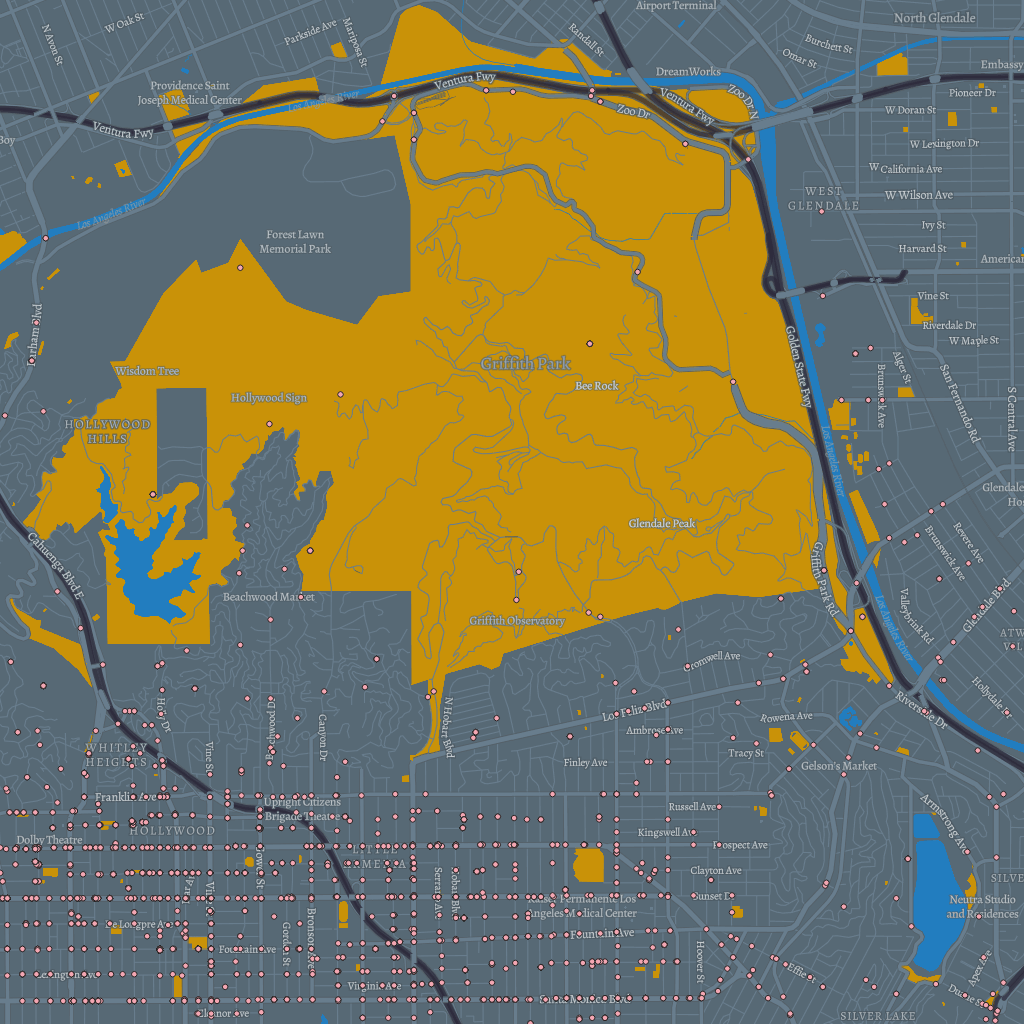 Airport Terminal
North Glendale
W Oak St
N Avon St
Parkside Ave
Mariposa St
Randall St
Burchett St
Omar St
Embassy
Providence Saint
Joseph Medical Center
Los Angeles River
Ventura Fwy
DreamWorks
Pioneer Dr
Ventura Fwy
Zoo Dr
Ventura Fwy
Zoo Dr N
W Doran St
Boy
W Lexington Dr
W California Ave
W Wilson Ave
WEST
GLENDALE
Los Angeles River
Ivy St
Harvard St
American
Forest Lawn
Memorial Park
Vine St
Riverdale Dr
W Maple St
Barham Blvd
Golden State Fwy
Griffith Park
Wisdom Tree
Bee Rock
Alger St
Brunswick Ave
San Fernando Rd
S Central Ave
Hollywood Sign
HOLLYWOOD
HILLS
Los Angeles River
Glendale
Glendale Peak
Cahuenga Blvd E
Brunswick Ave
Revere Ave
Griffith Park Rd
Beachwood Market
Valleybrink Rd
Glendale Blvd
Los Angeles River
Griffith Observatory
Cromwell Ave
Hollydale Dr
Riverside Dr
Holly Dr
N Hobart Blvd
Los Feliz Blvd
Rowena Ave
Canyon Dr
Ambrose Ave
WHITLEY
HEIGHTS
Vine St
Tracy St
Finley Ave
Gelson's Market
Franklin Ave
Upright Citizens
Brigade Theatre
Russell Ave
Armstrong Ave
HOLLYWOOD
Kingswell Ave
Dolby Theatre
Prospect Ave
LITTLE
Clayton Ave
Serrano Ave
Kaiser Permanente Los
Angeles Medical Center
Sunset Dr
Neutra Studio
and Residences
De Longpre Ave
Gordon St
Bronson Ave
Fountain Ave
Fountain Ave
Hoover St
Effie St
Apex Ave
Lexington Ave
Virginia Ave
Duane St
Santa Monica Blvd
Eleanor Ave
SILVER LAKE